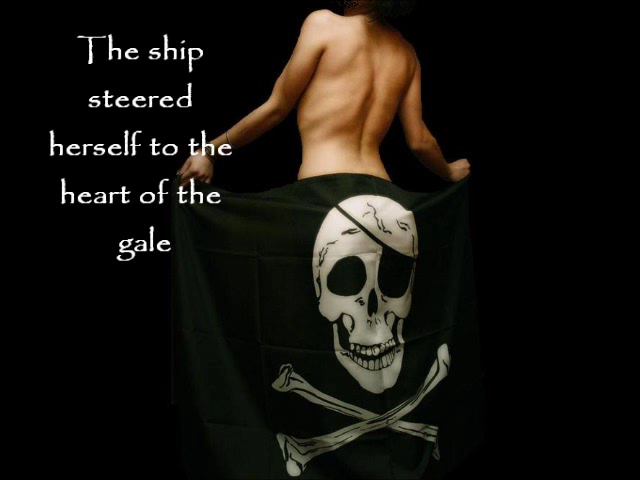 The ship
steered
herself to the
heart of the
gale